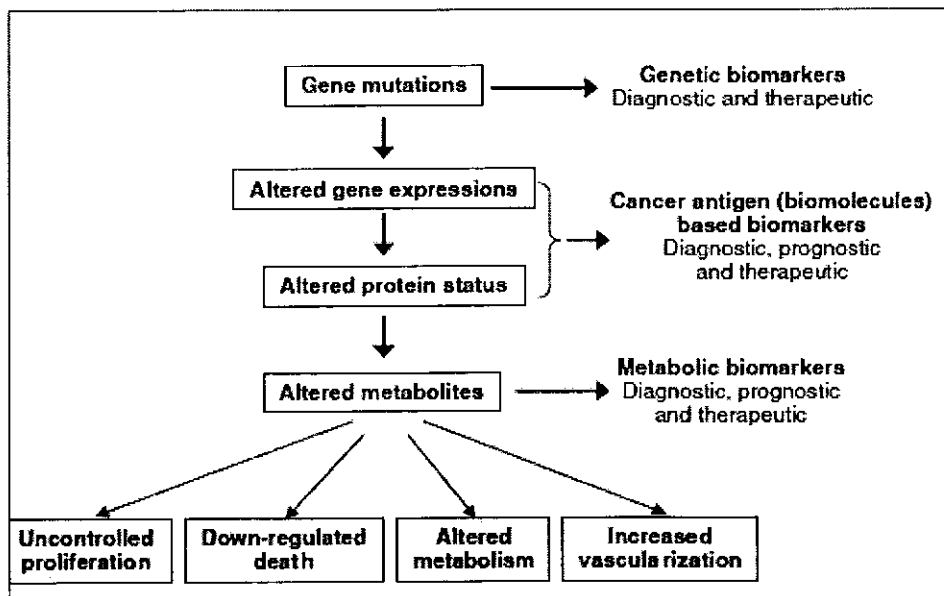 Gene mutations
Genetic biomarkers
Diagnostic and therapeutic
Altered gene expressions
Cancer antigen (biomolecules)
based biomarkers
Diagnostic, prognostic
and therapeutic
Altered protein status
Altered metabolites
Metabolic biomarkers
Diagnostic, prognostic
and therapeutic
Uncontrolled
proliferation
Down-regulated
death
Altered
metabolism
Increased
vascularization